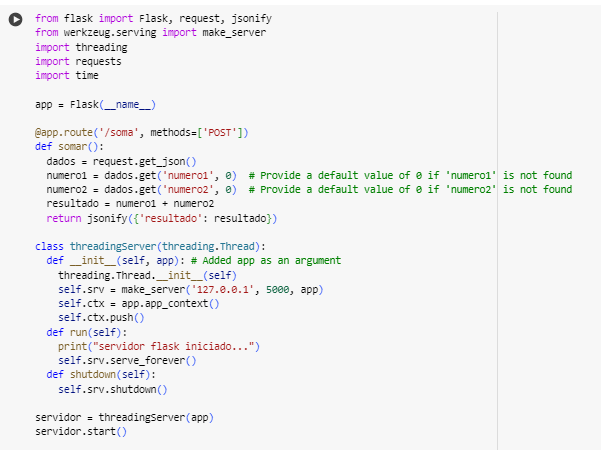 from flask import Flask, request, jsonify
from werkzeug.serving import make_server
import threading
import requests
import time

app = Flask(__name__)

@app.route('/soma', methods=['POST'])
def somar():
  dados = request.get_json()
  numero1 = dados.get('numero1', 0)  # Provide a default value of 0 if 'numero1' is not found
  numero2 = dados.get('numero2', 0)  # Provide a default value of 0 if 'numero2' is not found
  resultado = numero1 + numero2
  return jsonify({'resultado': resultado})

class threadingServer(threading.Thread):
  def __init__(self, app): # Added app as an argument
    threading.Thread.__init__(self)
    self.srv = make_server('127.0.0.1', 5000, app)
    self.ctx = app.app_context()
    self.ctx.push()
  def run(self):
    print("servidor flask iniciado...")
    self.srv.serve_forever()
  def shutdown(self):
    self.srv.shutdown()

servidor = threadingServer(app)
servidor.start()